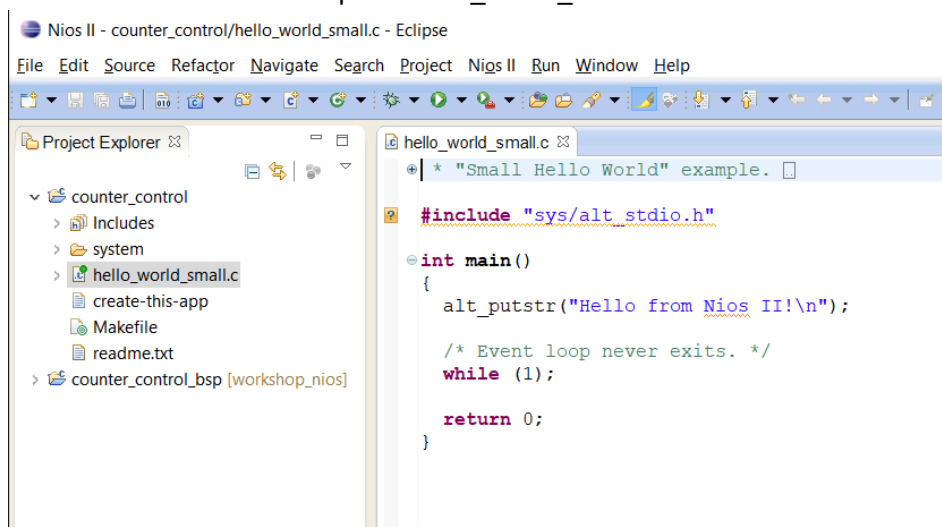 Nios II - counter_control/hello_world_small.c - Eclipse
File Edit Source Refactor Navigate Search Project Nios II Run Window Help
Project Explorer
counter_control
Includes
system
hello_world_small.c
create-this-app
Makefile
readme.txt
counter_control_bsp [workshop_nios]
hello_world_small.c
* "Small Hello World" example.
#include "sys/alt_stdio.h"
int main()
{
alt_putstr("Hello from Nios II!\n");
/* Event loop never exits. */
while (1);
return 0;
}